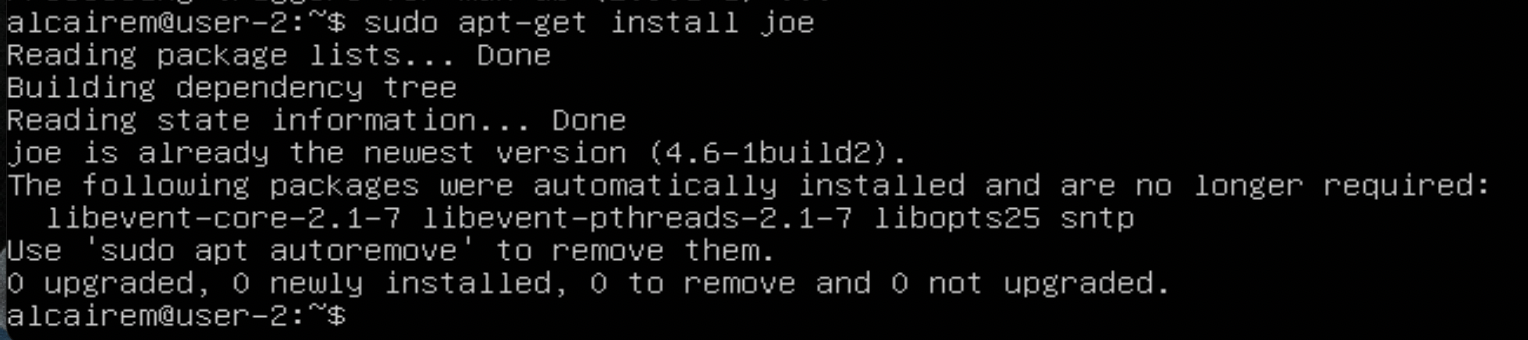 alcairem@user-2:~$ sudo apt-get install joe
Reading package lists... Done
Building dependency tree
Reading state information... Done
joe is already the newest version (4.6-1build2).
The following packages were automatically installed and are no longer required:
  libevent-core-2.1-7 libevent-pthreads-2.1-7 libopts25 sntp
Use 'sudo apt autoremove' to remove them.
0 upgraded, 0 newly installed, 0 to remove and 0 not upgraded.
alcairem@user-2:~$